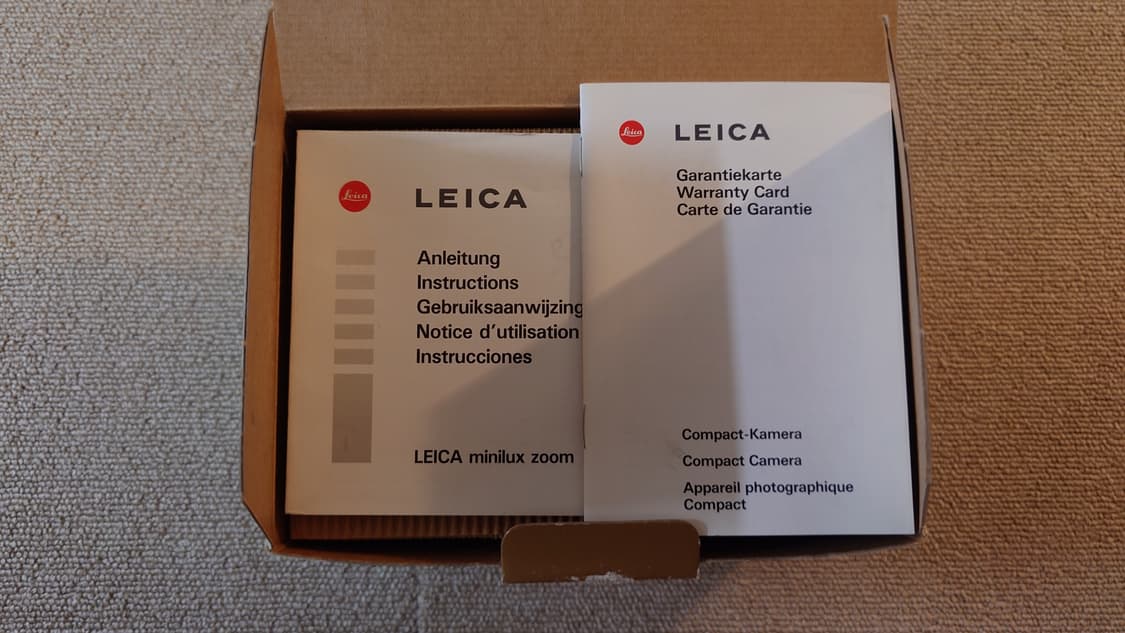 Leica
LEICA
Anleitung
Instructions
Gebruiksaanwijzing
Notice d'utilisation
Instrucciones
LEICA minilux zoom
Leica
LEICA
Garantiekarte
Warranty Card
Carte de Garantie
Compact-Kamera
Compact Camera
Appareil photographique
Compact